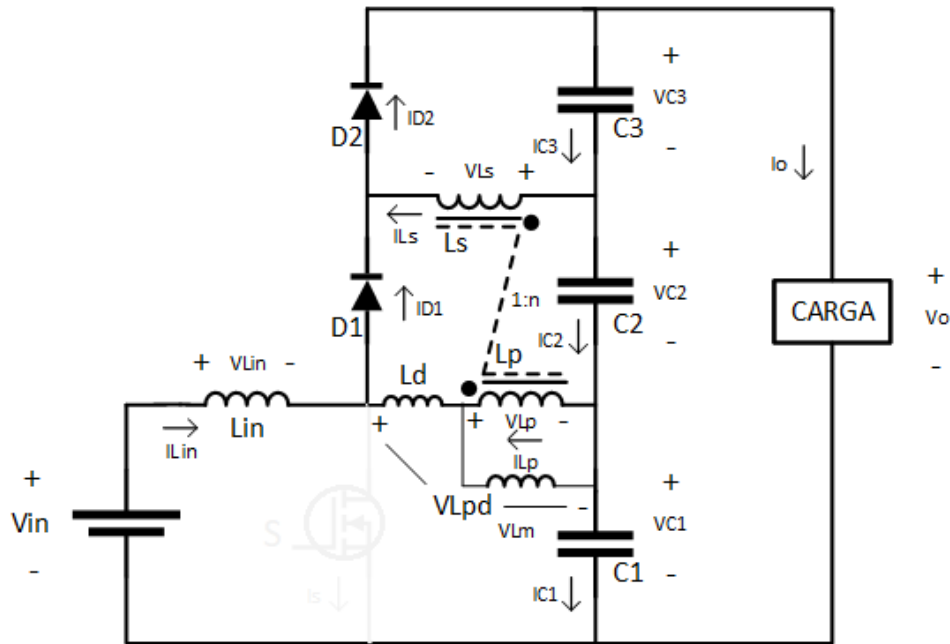 +
VC3
-
C3
IC3
D2
ID2
-
VLs
+
ILs
Ls
Io
+
VC2
-
C2
IC2
1:n
D1
ID1
CARGA
+
Vo
-
+
VLin
-
Lin
ILin
Ld
Lp
+
+
VLp
-
ILp
VLpd
-
VLm
+
VC1
-
C1
IC1
+
Vin
-
S
Is